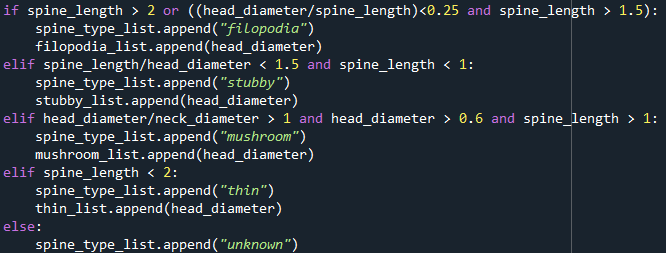 if spine_length > 2 or ((head_diameter/spine_length)<0.25 and spine_length > 1.5):
    spine_type_list.append("filopodia")
    filopodia_list.append(head_diameter)
elif spine_length/head_diameter < 1.5 and spine_length < 1:
    spine_type_list.append("stubby")
    stubby_list.append(head_diameter)
elif head_diameter/neck_diameter > 1 and head_diameter > 0.6 and spine_length > 1:
    spine_type_list.append("mushroom")
    mushroom_list.append(head_diameter)
elif spine_length < 2:
    spine_type_list.append("thin")
    thin_list.append(head_diameter)
else:
    spine_type_list.append("unknown")